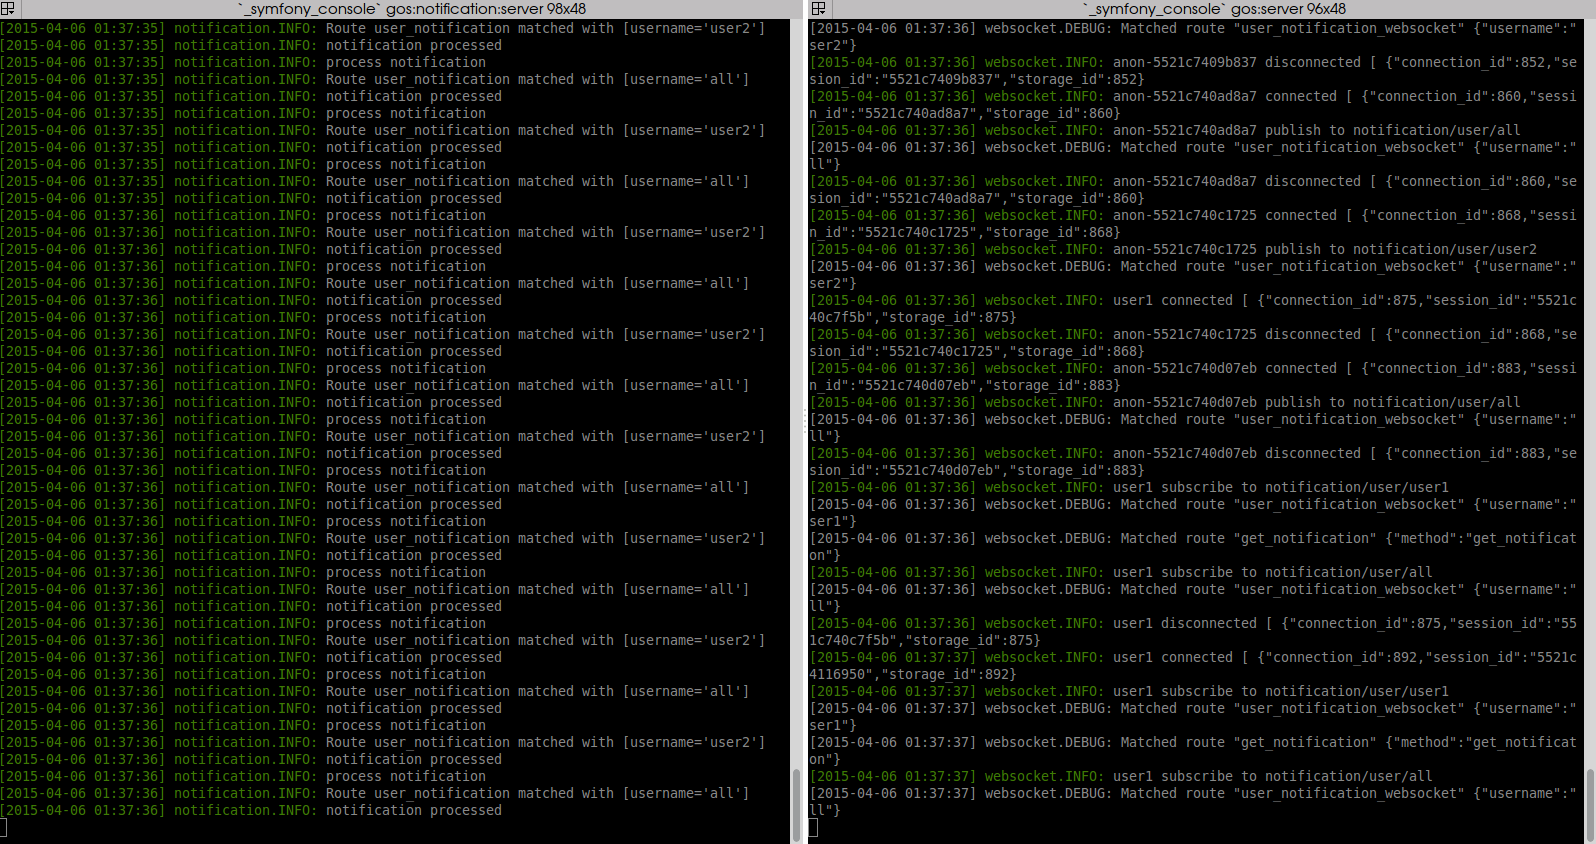 `_symfony_console` gos:notification:server 98x48
[2015-04-06 01:37:35] notification.INFO: Route user_notification matched with [username='user2']
[2015-04-06 01:37:35] notification.INFO: notification processed
[2015-04-06 01:37:35] notification.INFO: process notification
[2015-04-06 01:37:35] notification.INFO: Route user_notification matched with [username='all']
[2015-04-06 01:37:35] notification.INFO: notification processed
[2015-04-06 01:37:35] notification.INFO: process notification
[2015-04-06 01:37:35] notification.INFO: Route user_notification matched with [username='user2']
[2015-04-06 01:37:35] notification.INFO: notification processed
[2015-04-06 01:37:35] notification.INFO: process notification
[2015-04-06 01:37:35] notification.INFO: Route user_notification matched with [username='all']
[2015-04-06 01:37:35] notification.INFO: notification processed
[2015-04-06 01:37:36] notification.INFO: process notification
[2015-04-06 01:37:36] notification.INFO: Route user_notification matched with [username='user2']
[2015-04-06 01:37:36] notification.INFO: notification processed
[2015-04-06 01:37:36] notification.INFO: process notification
[2015-04-06 01:37:36] notification.INFO: Route user_notification matched with [username='all']
[2015-04-06 01:37:36] notification.INFO: notification processed
[2015-04-06 01:37:36] notification.INFO: process notification
[2015-04-06 01:37:36] notification.INFO: Route user_notification matched with [username='user2']
[2015-04-06 01:37:36] notification.INFO: notification processed
[2015-04-06 01:37:36] notification.INFO: process notification
[2015-04-06 01:37:36] notification.INFO: Route user_notification matched with [username='all']
[2015-04-06 01:37:36] notification.INFO: notification processed
[2015-04-06 01:37:36] notification.INFO: process notification
[2015-04-06 01:37:36] notification.INFO: Route user_notification matched with [username='user2']
[2015-04-06 01:37:36] notification.INFO: notification processed
[2015-04-06 01:37:36] notification.INFO: process notification
[2015-04-06 01:37:36] notification.INFO: Route user_notification matched with [username='all']
[2015-04-06 01:37:36] notification.INFO: notification processed
[2015-04-06 01:37:36] notification.INFO: process notification
[2015-04-06 01:37:36] notification.INFO: Route user_notification matched with [username='user2']
[2015-04-06 01:37:36] notification.INFO: notification processed
[2015-04-06 01:37:36] notification.INFO: process notification
[2015-04-06 01:37:36] notification.INFO: Route user_notification matched with [username='all']
[2015-04-06 01:37:36] notification.INFO: notification processed
[2015-04-06 01:37:36] notification.INFO: process notification
[2015-04-06 01:37:36] notification.INFO: Route user_notification matched with [username='user2']
[2015-04-06 01:37:36] notification.INFO: notification processed
[2015-04-06 01:37:36] notification.INFO: process notification
[2015-04-06 01:37:36] notification.INFO: Route user_notification matched with [username='all']
[2015-04-06 01:37:36] notification.INFO: notification processed
[2015-04-06 01:37:36] notification.INFO: process notification
[2015-04-06 01:37:36] notification.INFO: Route user_notification matched with [username='user2']
[2015-04-06 01:37:36] notification.INFO: notification processed
[2015-04-06 01:37:36] notification.INFO: process notification
[2015-04-06 01:37:36] notification.INFO: Route user_notification matched with [username='all']
[2015-04-06 01:37:36] notification.INFO: notification processed
`_symfony_console` gos:server 96x48
[2015-04-06 01:37:36] websocket.DEBUG: Matched route "user_notification_websocket" {"username":"
ser2"}
[2015-04-06 01:37:36] websocket.INFO: anon-5521c7409b837 disconnected [ {"connection_id":852,"se
sion_id":"5521c7409b837","storage_id":852}
[2015-04-06 01:37:36] websocket.INFO: anon-5521c740ad8a7 connected [ {"connection_id":860,"sessi
n_id":"5521c740ad8a7","storage_id":860}
[2015-04-06 01:37:36] websocket.INFO: anon-5521c740ad8a7 publish to notification/user/all
[2015-04-06 01:37:36] websocket.DEBUG: Matched route "user_notification_websocket" {"username":"
ll"}
[2015-04-06 01:37:36] websocket.INFO: anon-5521c740ad8a7 disconnected [ {"connection_id":860,"se
sion_id":"5521c740ad8a7","storage_id":860}
[2015-04-06 01:37:36] websocket.INFO: anon-5521c740c1725 connected [ {"connection_id":868,"sessi
n_id":"5521c740c1725","storage_id":868}
[2015-04-06 01:37:36] websocket.INFO: anon-5521c740c1725 publish to notification/user/user2
[2015-04-06 01:37:36] websocket.DEBUG: Matched route "user_notification_websocket" {"username":"
ser2"}
[2015-04-06 01:37:36] websocket.INFO: user1 connected [ {"connection_id":875,"session_id":"5521c
40c7f5b","storage_id":875}
[2015-04-06 01:37:36] websocket.INFO: anon-5521c740c1725 disconnected [ {"connection_id":868,"se
sion_id":"5521c740c1725","storage_id":868}
[2015-04-06 01:37:36] websocket.INFO: anon-5521c740d07eb connected [ {"connection_id":883,"sessi
n_id":"5521c740d07eb","storage_id":883}
[2015-04-06 01:37:36] websocket.INFO: anon-5521c740d07eb publish to notification/user/all
[2015-04-06 01:37:36] websocket.DEBUG: Matched route "user_notification_websocket" {"username":"
ll"}
[2015-04-06 01:37:36] websocket.INFO: anon-5521c740d07eb disconnected [ {"connection_id":883,"se
sion_id":"5521c740d07eb","storage_id":883}
[2015-04-06 01:37:36] websocket.INFO: user1 subscribe to notification/user/user1
[2015-04-06 01:37:36] websocket.DEBUG: Matched route "user_notification_websocket" {"username":"
ser1"}
[2015-04-06 01:37:36] websocket.DEBUG: Matched route "get_notification" {"method":"get_notificat
on"}
[2015-04-06 01:37:36] websocket.INFO: user1 subscribe to notification/user/all
[2015-04-06 01:37:36] websocket.DEBUG: Matched route "user_notification_websocket" {"username":"
ll"}
[2015-04-06 01:37:36] websocket.INFO: user1 disconnected [ {"connection_id":875,"session_id":"55
1c740c7f5b","storage_id":875}
[2015-04-06 01:37:37] websocket.INFO: user1 connected [ {"connection_id":892,"session_id":"5521c
4116950","storage_id":892}
[2015-04-06 01:37:37] websocket.INFO: user1 subscribe to notification/user/user1
[2015-04-06 01:37:37] websocket.DEBUG: Matched route "user_notification_websocket" {"username":"
ser1"}
[2015-04-06 01:37:37] websocket.DEBUG: Matched route "get_notification" {"method":"get_notificat
on"}
[2015-04-06 01:37:37] websocket.INFO: user1 subscribe to notification/user/all
[2015-04-06 01:37:37] websocket.DEBUG: Matched route "user_notification_websocket" {"username":"
ll"}